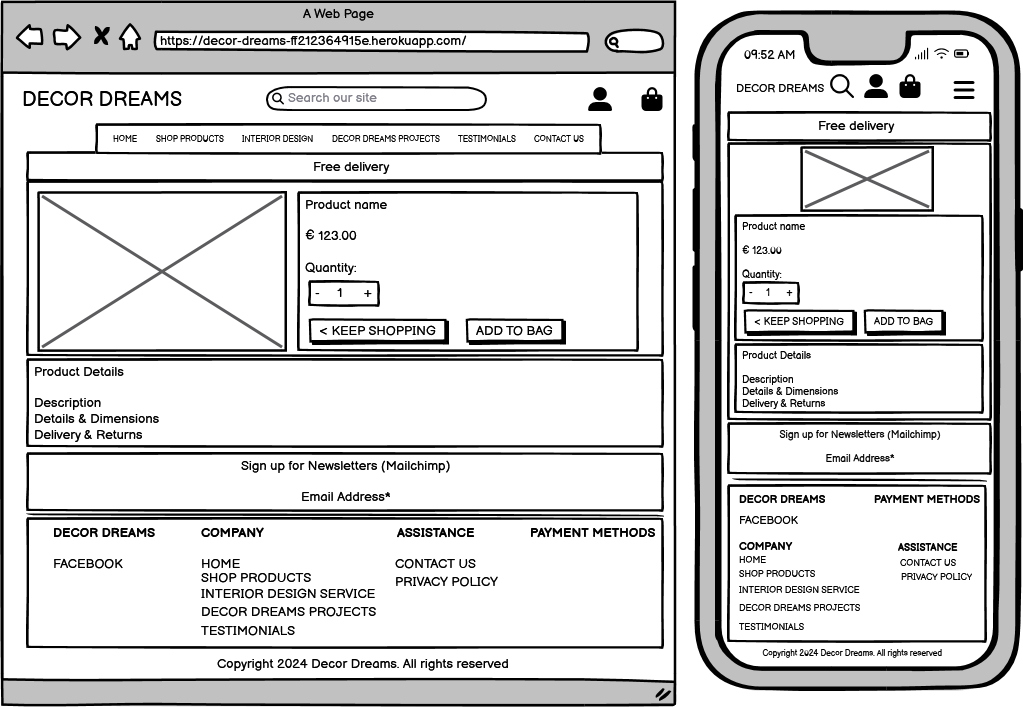 A Web Page
https://decor-dreams-ff212364915e.herokuapp.com/
DECOR DREAMS
Search our site
HOME SHOP PRODUCTS INTERIOR DESIGN DECOR DREAMS PROJECTS TESTIMONIALS CONTACT US
Free delivery
Product name
€ 123.00
Quantity:
- 1 +
< KEEP SHOPPING ADD TO BAG
Product Details
Description
Details & Dimensions
Delivery & Returns
Sign up for Newsletters (Mailchimp)
Email Address*
DECOR DREAMS COMPANY ASSISTANCE PAYMENT METHODS
FACEBOOK HOME CONTACT US
SHOP PRODUCTS PRIVACY POLICY
INTERIOR DESIGN SERVICE
DECOR DREAMS PROJECTS
TESTIMONIALS
Copyright 2024 Decor Dreams. All rights reserved
09:52 AM
DECOR DREAMS
Free delivery
Product name
€ 123.00
Quantity:
- 1 +
< KEEP SHOPPING ADD TO BAG
Product Details
Description
Details & Dimensions
Delivery & Returns
Sign up for Newsletters (Mailchimp)
Email Address*
DECOR DREAMS PAYMENT METHODS
FACEBOOK
COMPANY ASSISTANCE
HOME CONTACT US
SHOP PRODUCTS PRIVACY POLICY
INTERIOR DESIGN SERVICE
DECOR DREAMS PROJECTS
TESTIMONIALS
Copyright 2024 Decor Dreams. All rights reserved